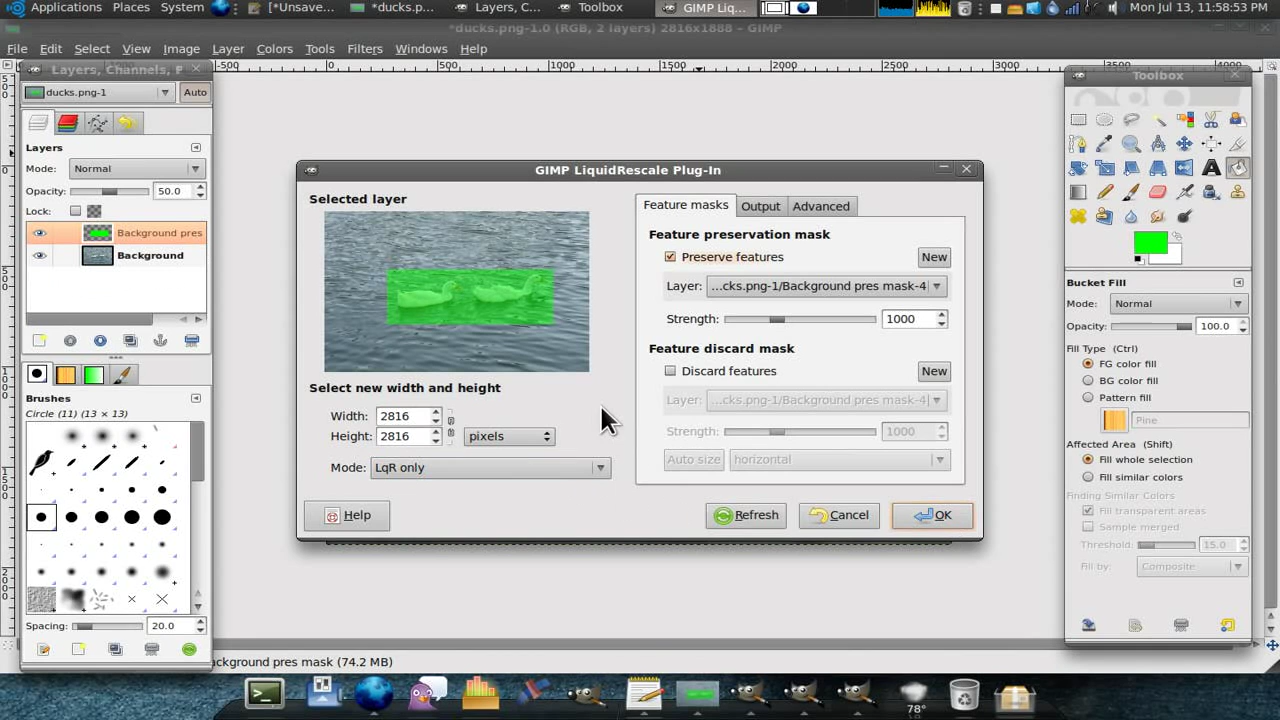 Applications Places System [*Unsave... *ducks.p... Layers, C... Toolbox GIMP Liq... Mon Jul 13, 11:58:53 PM
*ducks.png-1.0 (RGB, 2 layers) 2816x1888 – GIMP
File Edit Select View Image Layer Colors Tools Filters Windows Help
-500 0 500 1000 2000 2500 3000 3500 4000
Layers, Channels, P
ducks.png-1 Auto
Layers
Mode: Normal
Opacity: 50.0
Lock:
Background pres
Background
Brushes
Circle (11) (13 × 13)
Spacing: 20.0
ackground pres mask (74.2 MB)
GIMP LiquidRescale Plug-In
Selected layer
Select new width and height
Width: 2816
Height: 2816 pixels
Mode: LqR only
Help
Feature masks Output Advanced
Feature preservation mask
Preserve features New
Layer: ...cks.png-1/Background pres mask-4
Strength: 1000
Feature discard mask
Discard features New
Layer: ...cks.png-1/Background pres mask-4
Strength: 1000
Auto size horizontal
Refresh Cancel OK
Toolbox
Bucket Fill
Mode: Normal
Opacity: 100.0
Fill Type (Ctrl)
FG color fill
BG color fill
Pattern fill
Pine
Affected Area (Shift)
Fill whole selection
Fill similar colors
Finding Similar Colors
Fill transparent areas
Sample merged
Threshold: 15.0
Fill by: Composite
78°